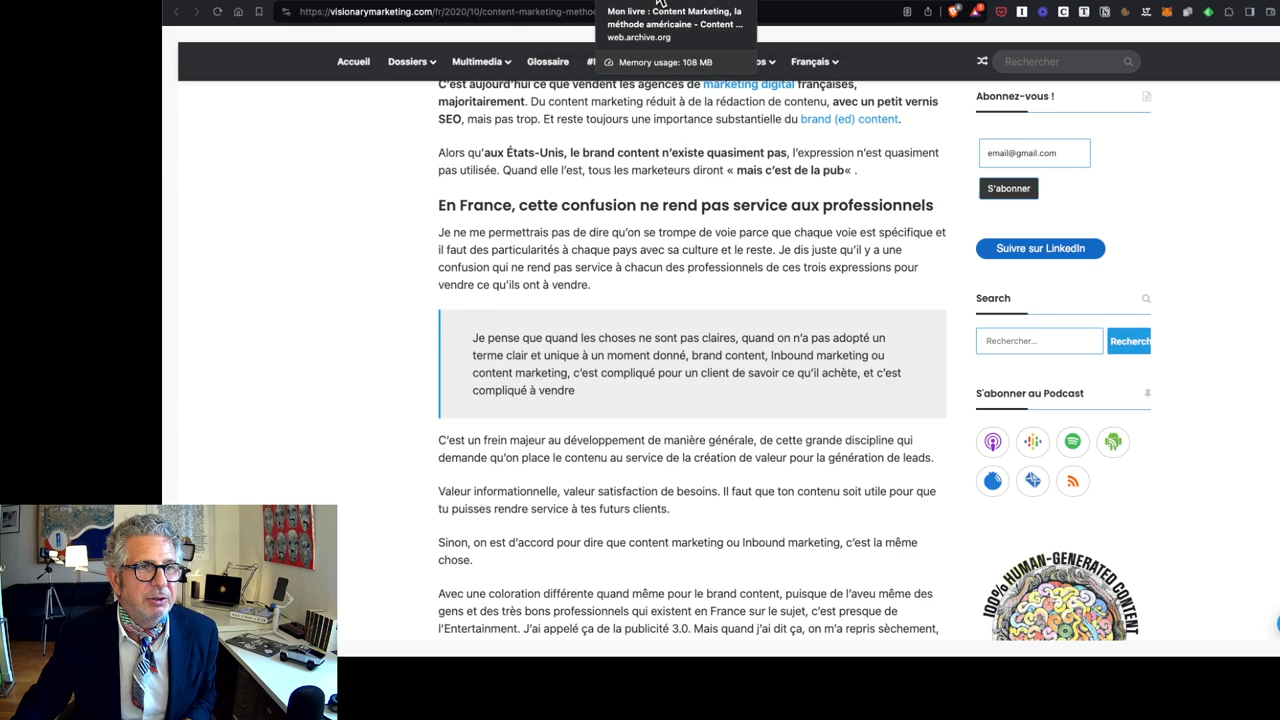 https://visionarymarketing.com/fr/2020/10/content-marketing-metho
Mon livre : Content Marketing, la
méthode américaine - Content ...
web.archive.org
Memory usage: 108 MB
Accueil
Dossiers
Multimedia
Glossaire
Français
Rechercher
C'est aujourd'hui ce que vendent les agences de marketing digital françaises,
majoritairement. Du content marketing réduit à de la rédaction de contenu, avec un petit vernis
SEO, mais pas trop. Et reste toujours une importance substantielle du brand (ed) content.
Alors qu'aux États-Unis, le brand content n'existe quasiment pas, l'expression n'est quasiment
pas utilisée. Quand elle l'est, tous les marketeurs diront « mais c'est de la pub« .
En France, cette confusion ne rend pas service aux professionnels
Je ne me permettrais pas de dire qu'on se trompe de voie parce que chaque voie est spécifique et
il faut des particularités à chaque pays avec sa culture et le reste. Je dis juste qu'il y a une
confusion qui ne rend pas service à chacun des professionnels de ces trois expressions pour
vendre ce qu'ils ont à vendre.
Je pense que quand les choses ne sont pas claires, quand on n'a pas adopté un
terme clair et unique à un moment donné, brand content, Inbound marketing ou
content marketing, c'est compliqué pour un client de savoir ce qu'il achète, et c'est
compliqué à vendre
C'est un frein majeur au développement de manière générale, de cette grande discipline qui
demande qu'on place le contenu au service de la création de valeur pour la génération de leads.
Valeur informationnelle, valeur satisfaction de besoins. Il faut que ton contenu soit utile pour que
tu puisses rendre service à tes futurs clients.
Sinon, on est d'accord pour dire que content marketing ou Inbound marketing, c'est la même
chose.
Avec une coloration différente quand même pour le brand content, puisque de l'aveu même des
gens et des très bons professionnels qui existent en France sur le sujet, c'est presque de
l'Entertainment. J'ai appelé ça de la publicité 3.0. Mais quand j'ai dit ça, on m'a repris sèchement,
Abonnez-vous !
email@gmail.com
S'abonner
Suivre sur LinkedIn
Search
Rechercher...
Recherch
S'abonner au Podcast
100% HUMAN-GENERATED CONTENT